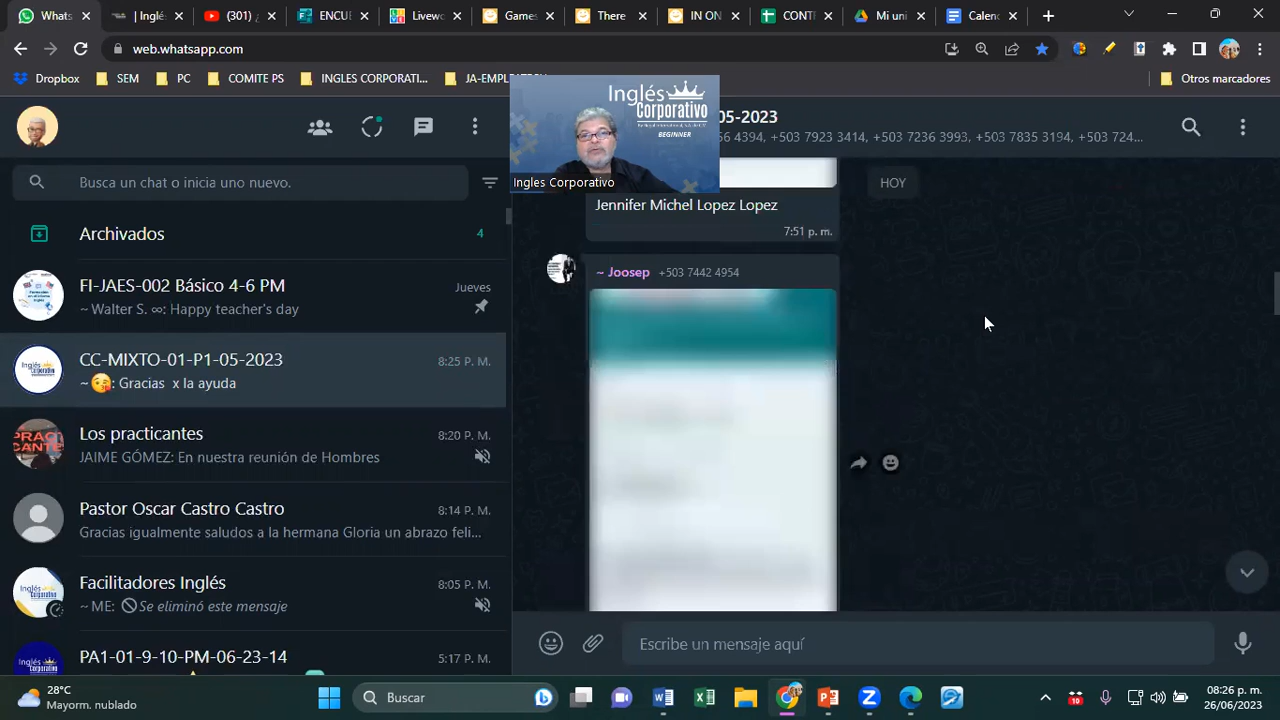 Whats
| Inglés
(301)
ENCUE
Livewo
Games
There
IN ON
CONTI
Mi uni
Calend
web.whatsapp.com
Dropbox
SEM
PC
COMITE PS
INGLES CORPORATI...
JA-EMPLEATECH
Otros marcadores
Inglés
Corporativo
BEGINNER
Ingles Corporativo
05-2023
6 4394, +503 7923 3414, +503 7236 3993, +503 7835 3194, +503 724...
Busca un chat o inicia uno nuevo.
HOY
Jennifer Michel Lopez Lopez
7:51 p. m.
Archivados
4
~ Joosep +503 7442 4954
FI-JAES-002 Básico 4-6 PM
Jueves
~ Walter S. ∞: Happy teacher's day
CC-MIXTO-01-P1-05-2023
8:25 P. M.
~ 😘: Gracias x la ayuda
Los practicantes
8:20 P. M.
JAIME GÓMEZ: En nuestra reunión de Hombres
Pastor Oscar Castro Castro
8:14 P. M.
Gracias igualmente saludos a la hermana Gloria un abrazo feli...
Facilitadores Inglés
8:05 P. M.
~ ME: Se eliminó este mensaje
PA1-01-9-10-PM-06-23-14
5:17 P. M.
Escribe un mensaje aquí
28°C
Mayorm. nublado
Buscar
10
08:26 p. m.
26/06/2023